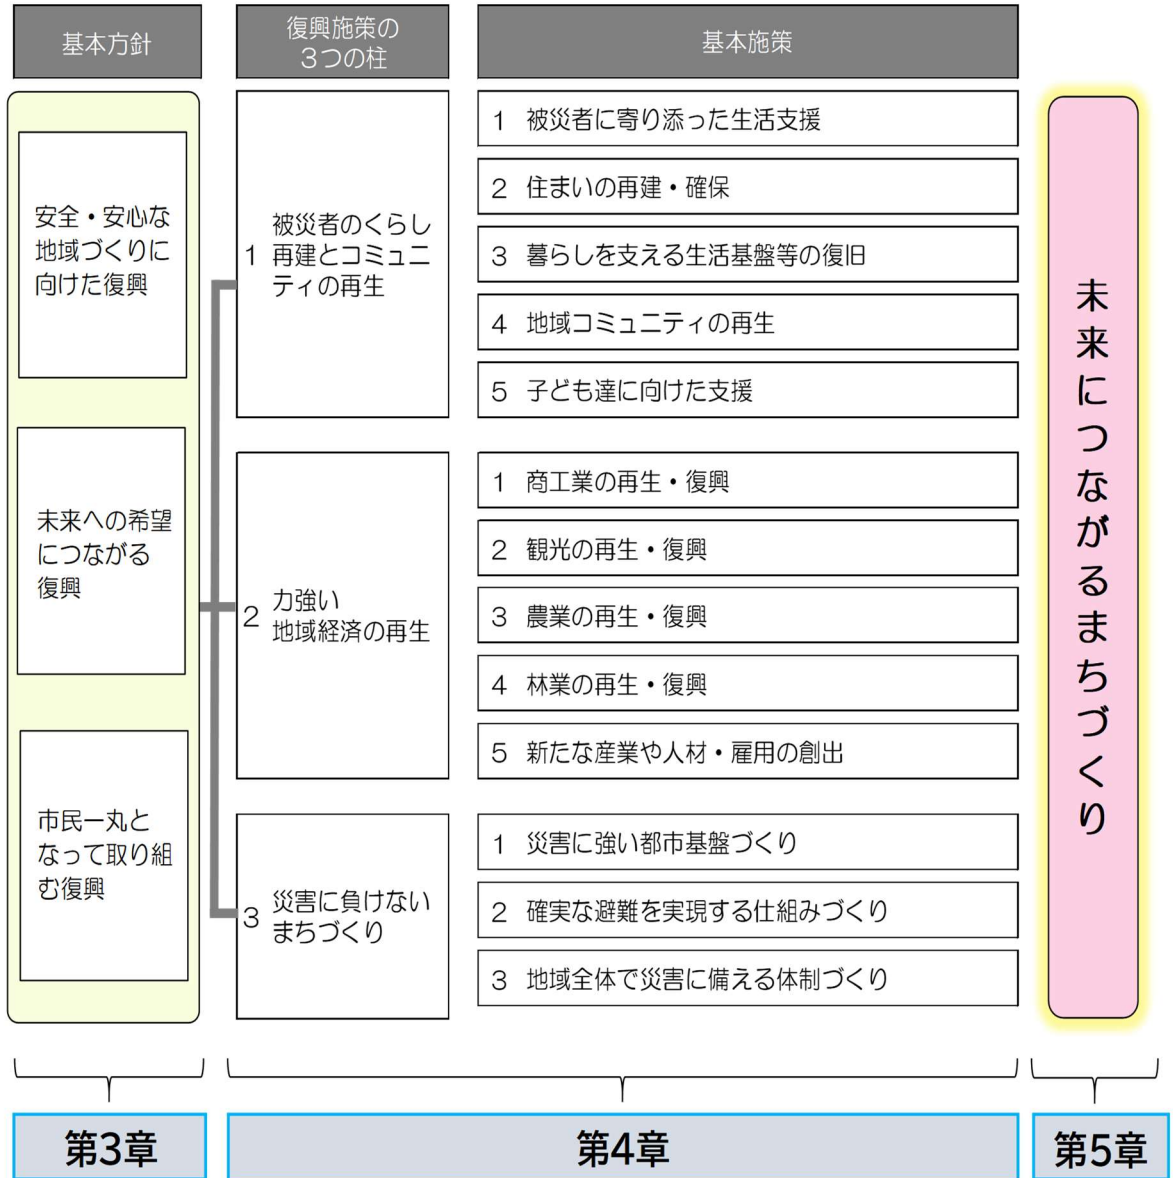 基本方針
復興施策の
3つの柱
基本施策
安全・安心な
地域づくりに
向けた復興
未来への希望
につながる
復興
市民一丸と
なって取り組
む復興
1 被災者のくらし
再建とコミュニ
ティの再生
1 被災者に寄り添った生活支援
2 住まいの再建・確保
3 暮らしを支える生活基盤等の復旧
4 地域コミュニティの再生
5 子ども達に向けた支援
2 力強い
地域経済の再生
1 商工業の再生・復興
2 観光の再生・復興
3 農業の再生・復興
4 林業の再生・復興
5 新たな産業や人材・雇用の創出
3 災害に負けない
まちづくり
1 災害に強い都市基盤づくり
2 確実な避難を実現する仕組みづくり
3 地域全体で災害に備える体制づくり
未来につながるまちづくり
第3章
第4章
第5章